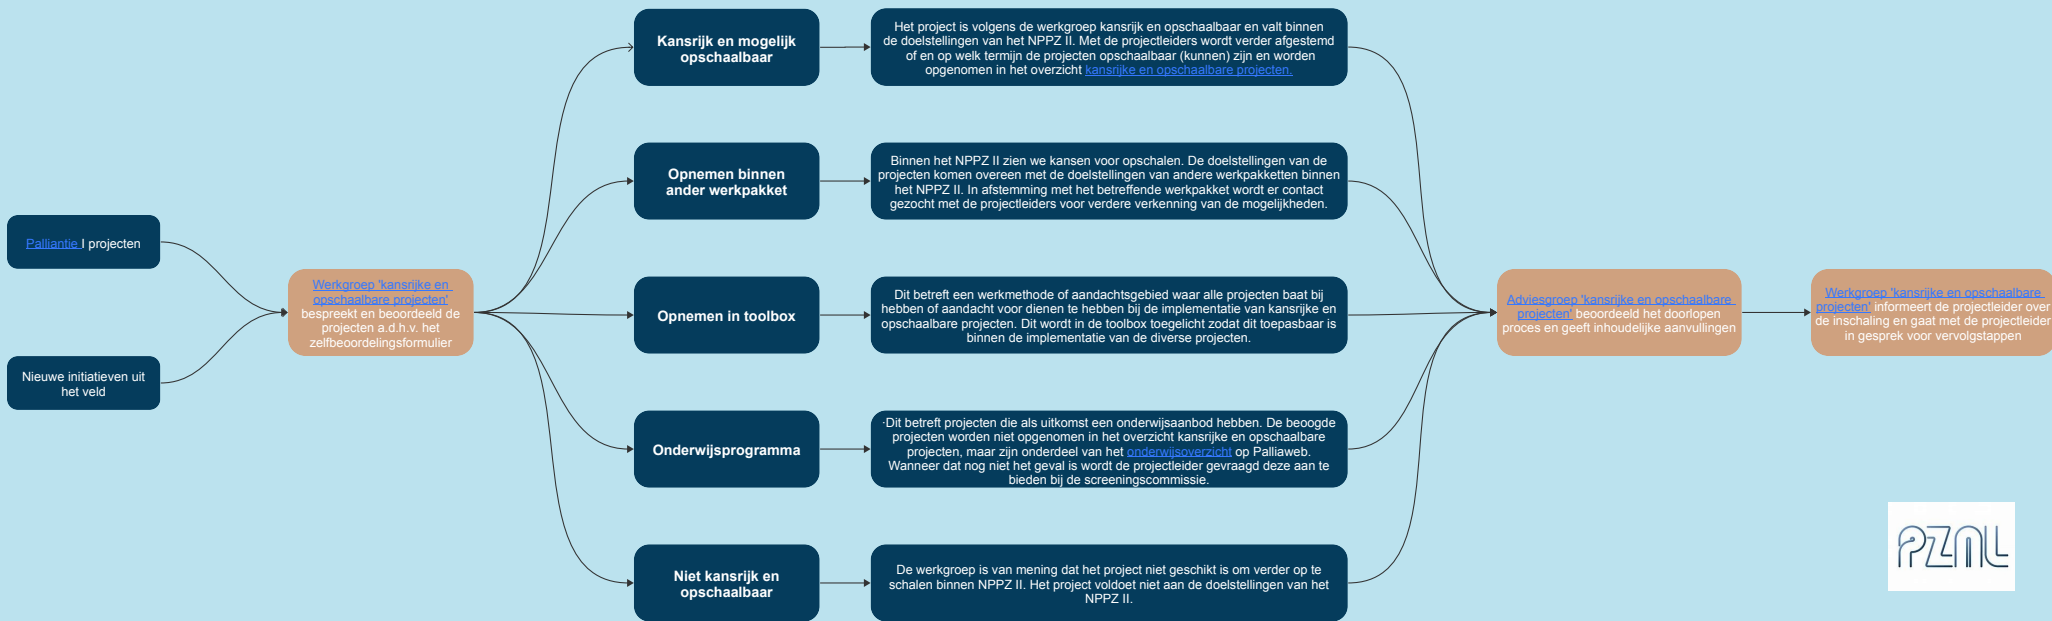 Palliantie I projecten
Nieuwe initiatieven uit
het veld
Werkgroep 'kansrijke en
opschaalbare projecten'
bespreekt en beoordeeld de
projecten a.d.h.v. het
zelfbeoordelingsformulier
Kansrijk en mogelijk
opschaalbaar
Het project is volgens de werkgroep kansrijk en opschaalbaar en valt binnen
de doelstellingen van het NPPZ II. Met de projectleiders wordt verder afgestemd
of en op welk termijn de projecten opschaalbaar (kunnen) zijn en worden
opgenomen in het overzicht kansrijke en opschaalbare projecten.
Opnemen binnen
ander werkpakket
Binnen het NPPZ II zien we kansen voor opschalen. De doelstellingen van de
projecten komen overeen met de doelstellingen van andere werkpakketten binnen
het NPPZ II. In afstemming met het betreffende werkpakket wordt er contact
gezocht met de projectleiders voor verdere verkenning van de mogelijkheden.
Opnemen in toolbox
Dit betreft een werkmethode of aandachtsgebied waar alle projecten baat bij
hebben of aandacht voor dienen te hebben bij de implementatie van kansrijke en
opschaalbare projecten. Dit wordt in de toolbox toegelicht zodat dit toepasbaar is
binnen de implementatie van de diverse projecten.
Onderwijsprogramma
·Dit betreft projecten die als uitkomst een onderwijsaanbod hebben. De beoogde
projecten worden niet opgenomen in het overzicht kansrijke en opschaalbare
projecten, maar zijn onderdeel van het onderwijsoverzicht op Palliaweb.
Wanneer dat nog niet het geval is wordt de projectleider gevraagd deze aan te
bieden bij de screeningscommissie.
Niet kansrijk en
opschaalbaar
De werkgroep is van mening dat het project niet geschikt is om verder op te
schalen binnen NPPZ II. Het project voldoet niet aan de doelstellingen van het
NPPZ II.
Adviesgroep 'kansrijke en opschaalbare
projecten' beoordeeld het doorlopen
proces en geeft inhoudelijke aanvullingen
Werkgroep 'kansrijke en opschaalbare
projecten' informeert de projectleider over
de inschaling en gaat met de projectleider
in gesprek voor vervolgstappen
PZNL